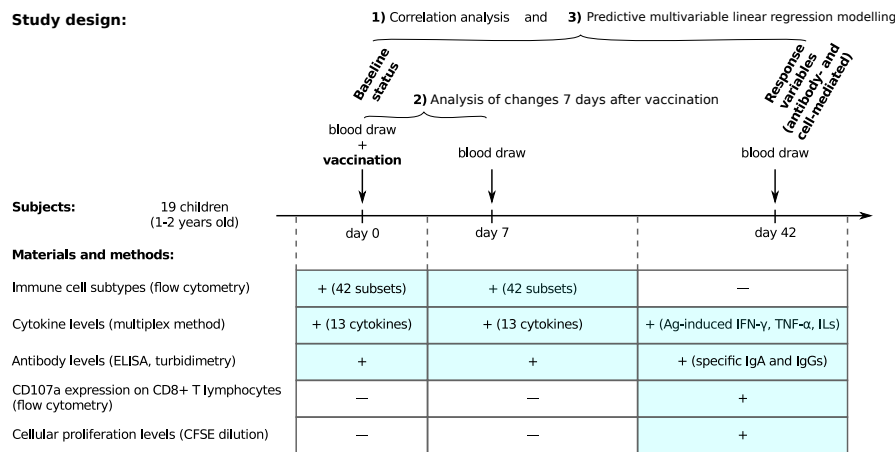 Study design:
1) Correlation analysis and 3) Predictive multivariable linear regression modelling
Baseline
status
Response
variables
(antibody- and
cell-mediated)
2) Analysis of changes 7 days after vaccination
blood draw
+
vaccination
blood draw
blood draw
Subjects:
19 children
(1-2 years old)
day 0
day 7
day 42
Materials and methods:
Immune cell subtypes (flow cytometry) + (42 subsets) + (42 subsets) —
Cytokine levels (multiplex method) + (13 cytokines) + (13 cytokines) + (Ag-induced IFN-γ, TNF-α, ILs)
Antibody levels (ELISA, turbidimetry) + + + (specific IgA and IgGs)
CD107a expression on CD8+ T lymphocytes
(flow cytometry) — — +
Cellular proliferation levels (CFSE dilution) — — +